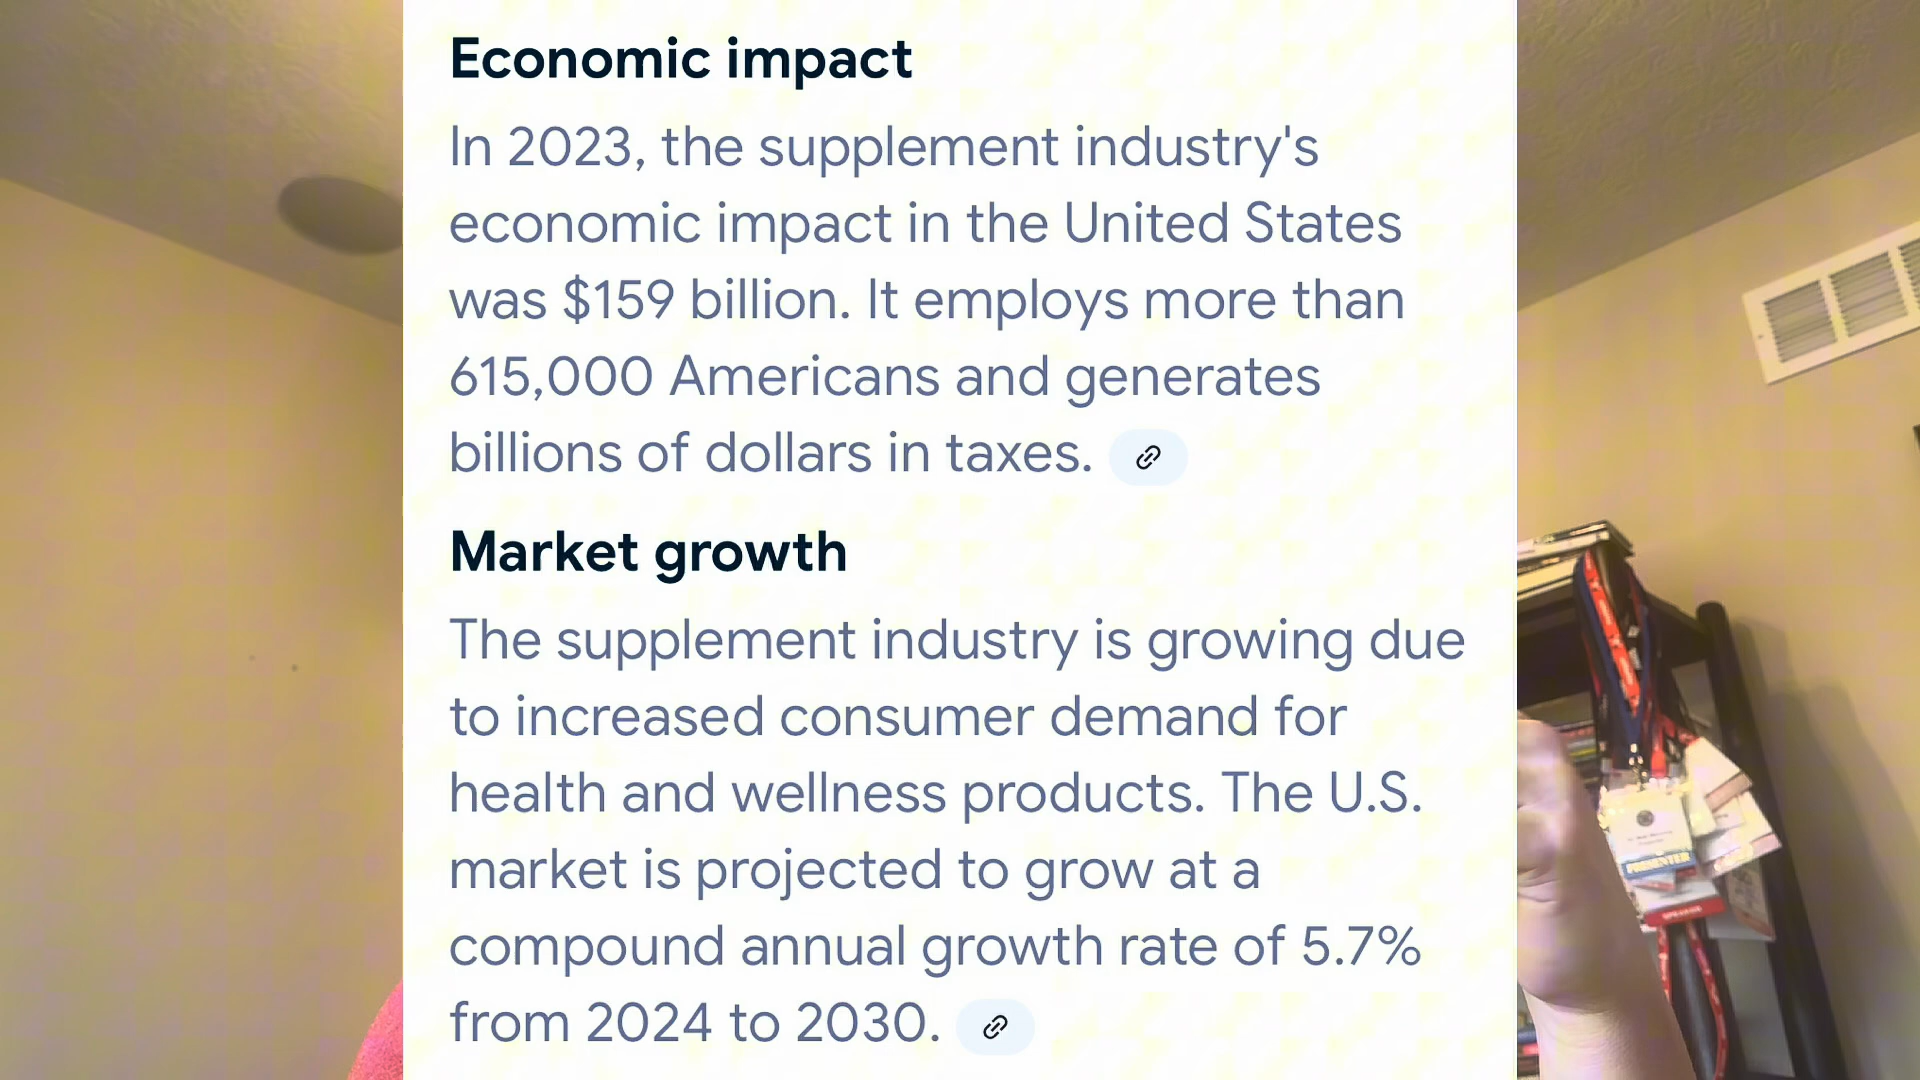 Economic impact
In 2023, the supplement industry's
economic impact in the United States
was $159 billion. It employs more than
615,000 Americans and generates
billions of dollars in taxes.
Market growth
The supplement industry is growing due
to increased consumer demand for
health and wellness products. The U.S.
market is projected to grow at a
compound annual growth rate of 5.7%
from 2024 to 2030.
PRESENTER
SPEAKER